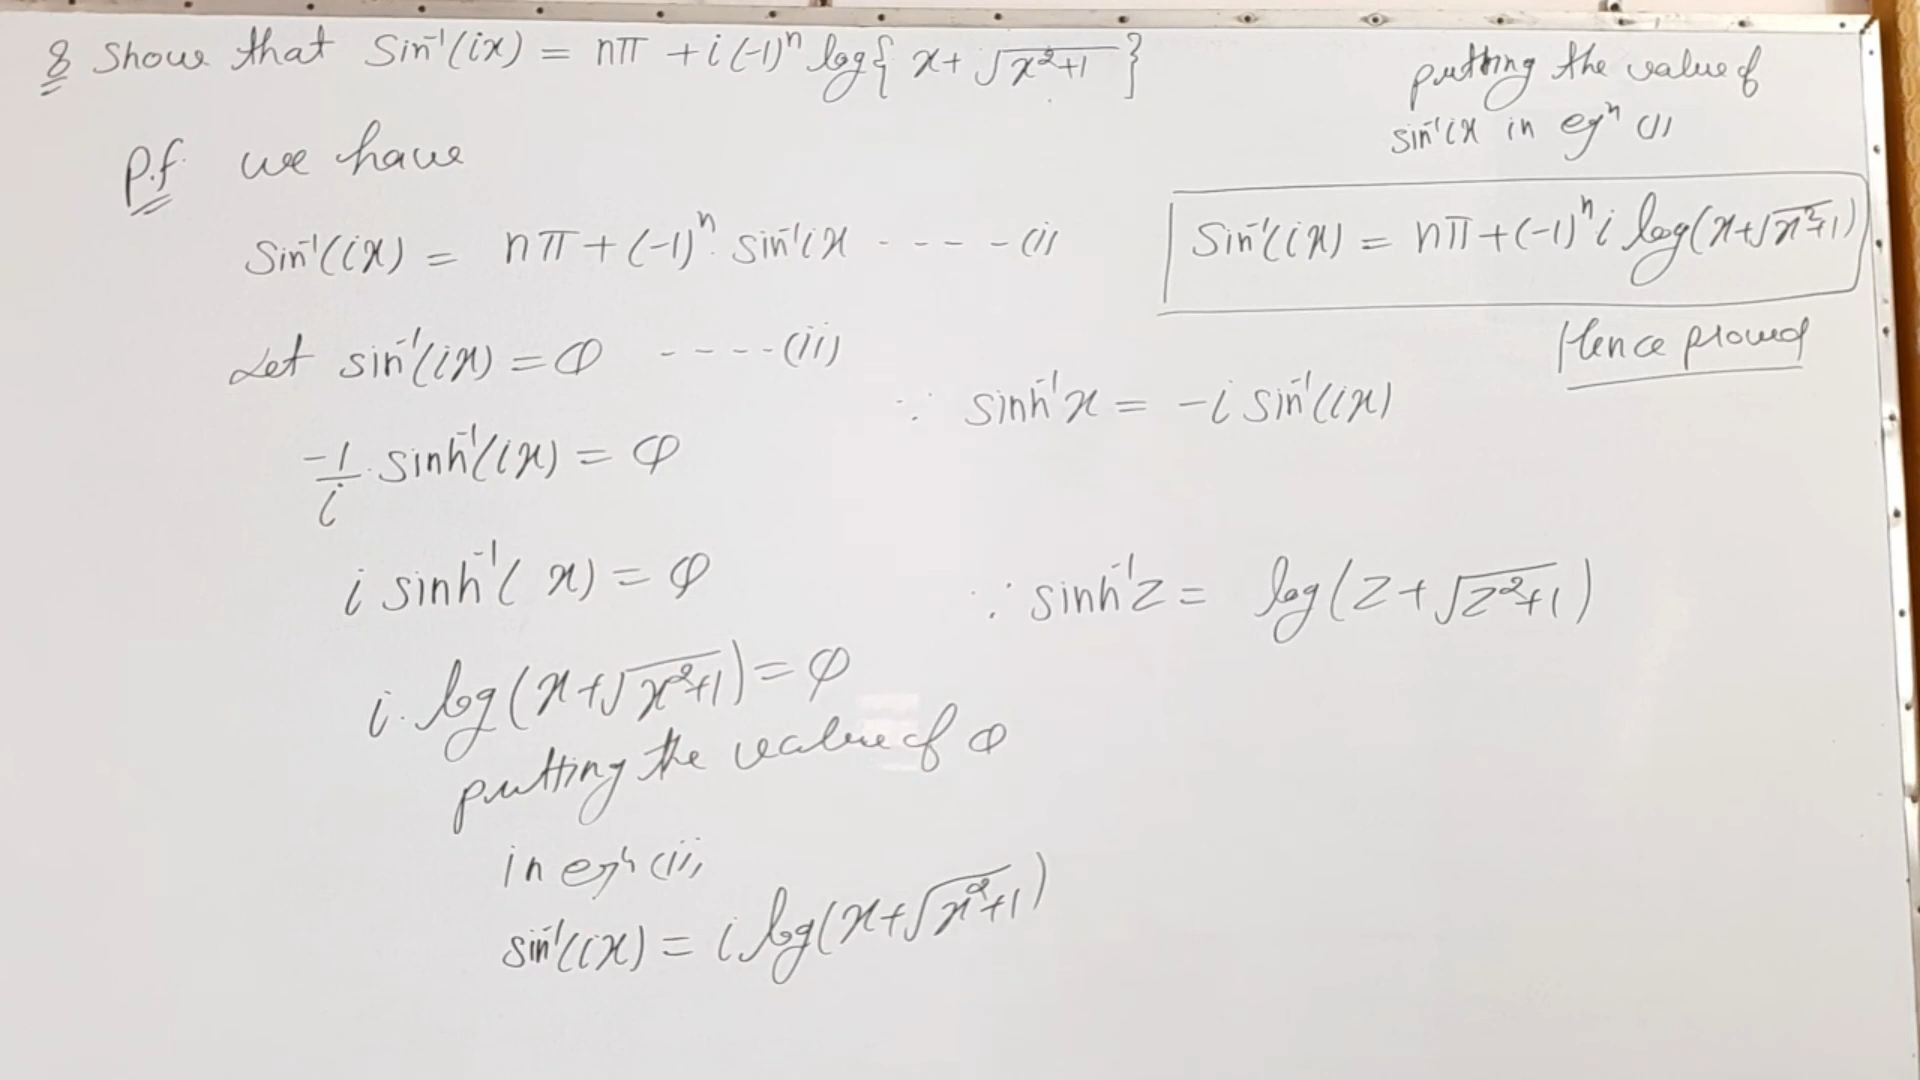 8 Show that Sin⁻¹(ix) = nπ + i(-1)ⁿ log{ x + √x²+1 }
P.f. we have
Sin⁻¹(ix) = nπ + (-1)ⁿ. sin⁻¹ix - - - - (i)
Let sin⁻¹(ix) = φ - - - - (ii)
-1/i . sinh⁻¹(ix) = φ
i sinh⁻¹( x) = φ
i. log(x+√x²+1) = φ
putting the value of φ
in eqⁿ (ii)
sin⁻¹(ix) = i log(x+√x²+1)
∵ sinh⁻¹x = -i sin⁻¹(ix)
∵ sinh⁻¹z = log(z+√z²+1)
putting the value of
sin⁻¹ix in eqⁿ (i)
Sin⁻¹(ix) = nπ+(-1)ⁿi log(x+√x²+1)
Hence proved